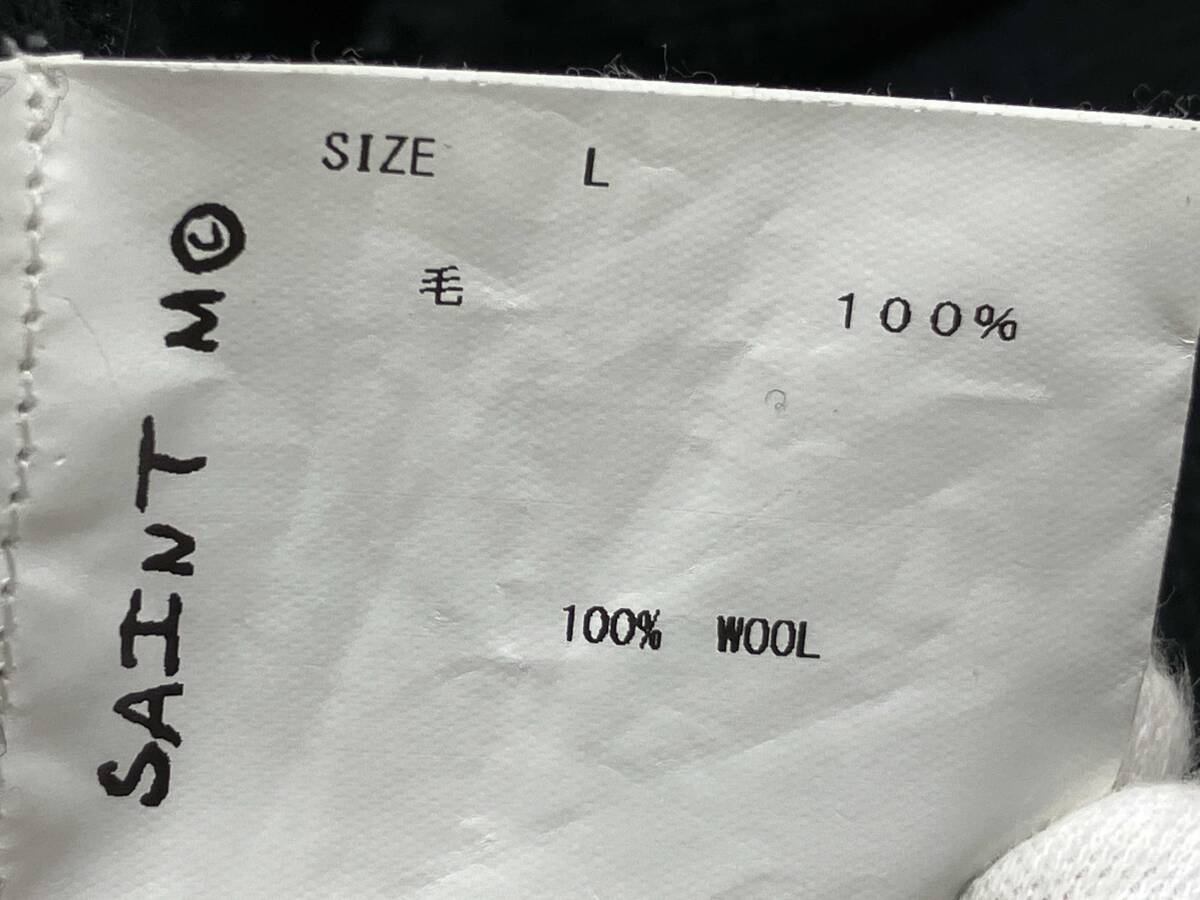 SIZE L
毛 100%
100% WOOL
SAINT M©